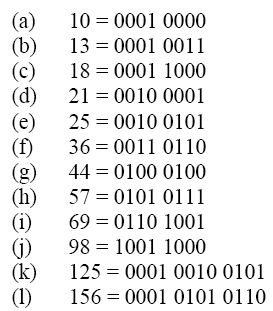 (a) 10 = 0001 0000
(b) 13 = 0001 0011
(c) 18 = 0001 1000
(d) 21 = 0010 0001
(e) 25 = 0010 0101
(f) 36 = 0011 0110
(g) 44 = 0100 0100
(h) 57 = 0101 0111
(i) 69 = 0110 1001
(j) 98 = 1001 1000
(k) 125 = 0001 0010 0101
(l) 156 = 0001 0101 0110